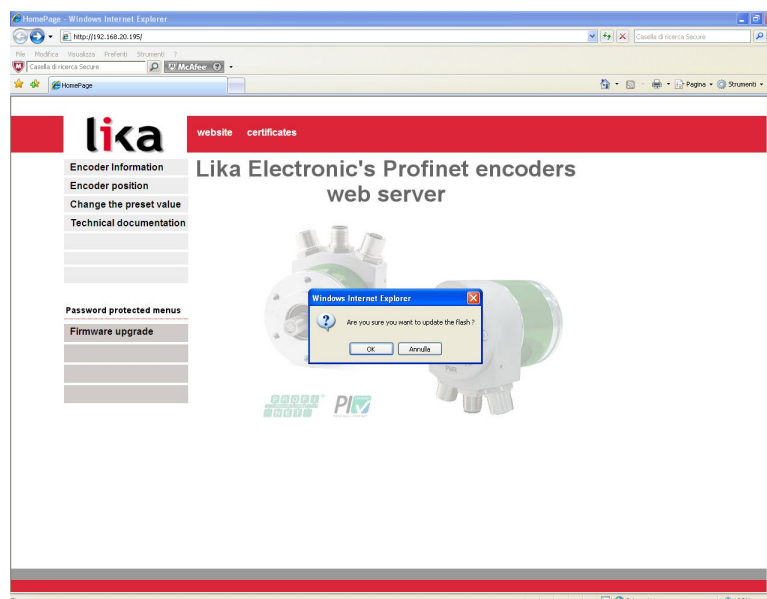 HomePage - Windows Internet Explorer
http://192.168.20.195/
Casella di ricerca Secure
File Modifica Visualizza Preferiti Strumenti ?
Casella di ricerca Secure
McAfee
HomePage
Pagina
Strumenti
lika
website certificates
Encoder Information
Encoder position
Change the preset value
Technical documentation
Lika Electronic's Profinet encoders
web server
Password protected menus
Firmware upgrade
Windows Internet Explorer
Are you sure you want to update the flash ?
OK
Annulla
PWR
PROFI
NET
PI